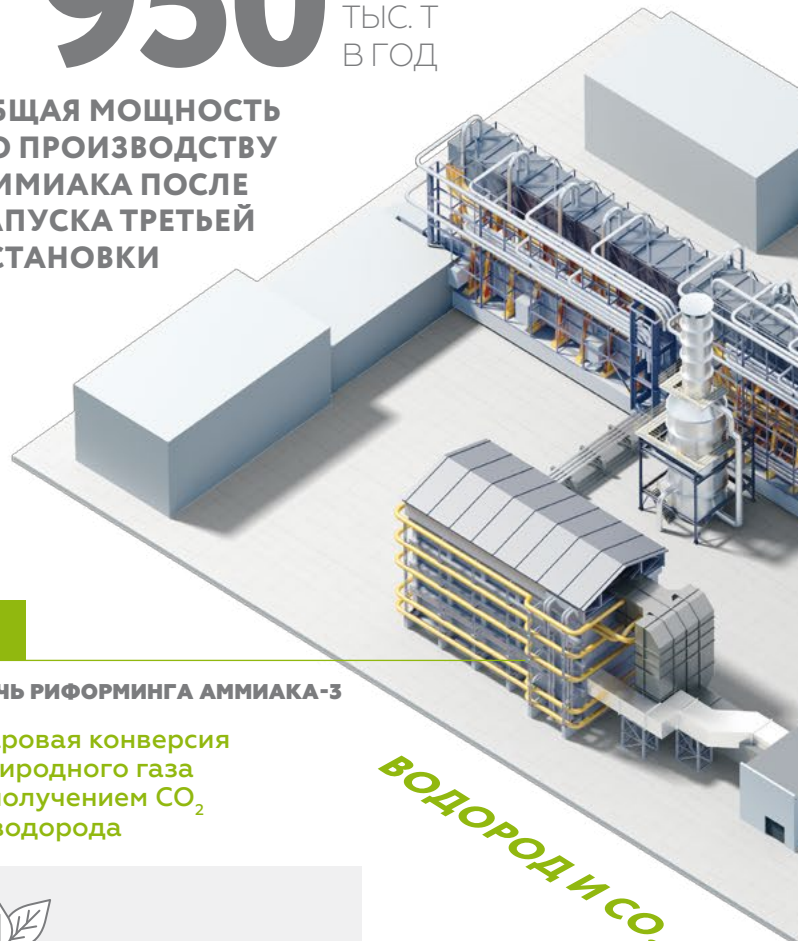 950
ТЫС. Т
В ГОД
БЩАЯ МОЩНОСТЬ
О ПРОИЗВОДСТВУ
ММИАКА ПОСЛЕ
АПУСКА ТРЕТЬЕЙ
СТАНОВКИ
ЧЬ РИФОРМИНГА АММИАКА-3
ровая конверсия
иродного газа
получением CO₂
водорода
ВОДОРОД И CO